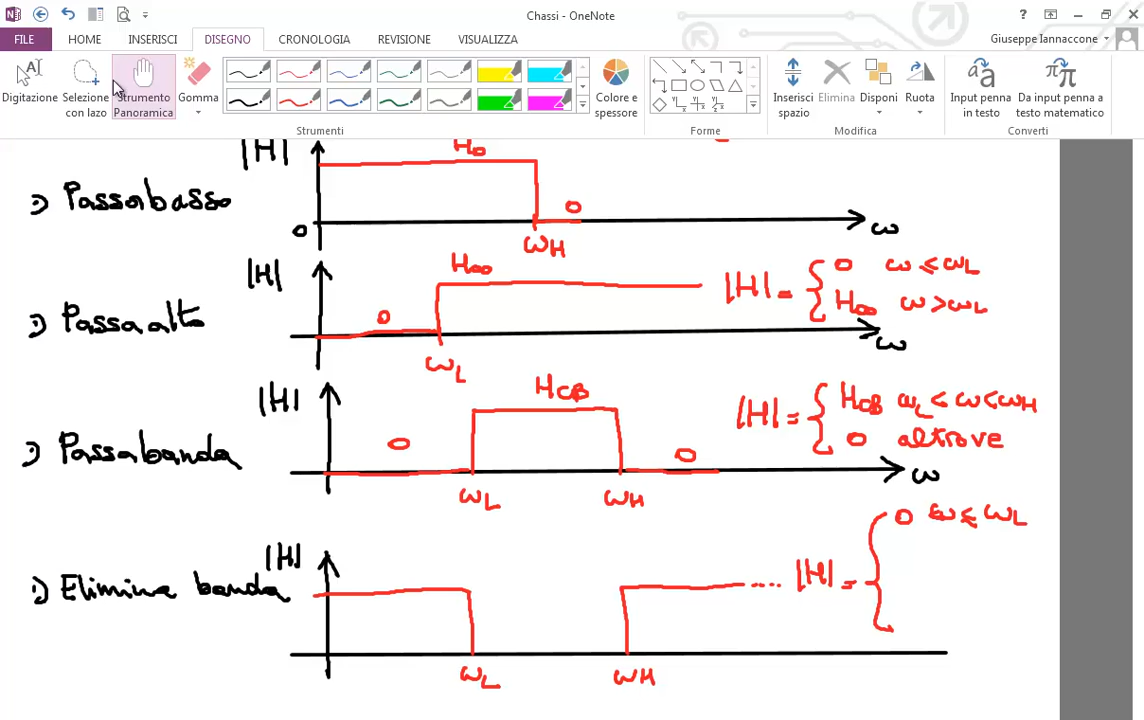 Chassi - OneNote
FILE HOME INSERISCI DISEGNO CRONOLOGIA REVISIONE VISUALIZZA Giuseppe Iannaccone
Digitazione Selezione con lazo Strumento Panoramica Gomma Colore e spessore Inserisci spazio Elimina Disponi Ruota Input penna in testo Da input penna a testo matematico
Strumenti Forme Modifica Converti
|H| H0
Passabasso 0 0 ωH ω
|H| H∞ |H| = { 0 ω ≤ ωL
H∞ ω > ωL
Passa alto 0 ωL ω
|H| HCB |H| = { HCB ωL < ω < ωH
0 altrove
Passabanda 0 0 ωL ωH ω
|H| .... |H| = { 0 ω ≤ ωL
Elimina banda
ωL ωH